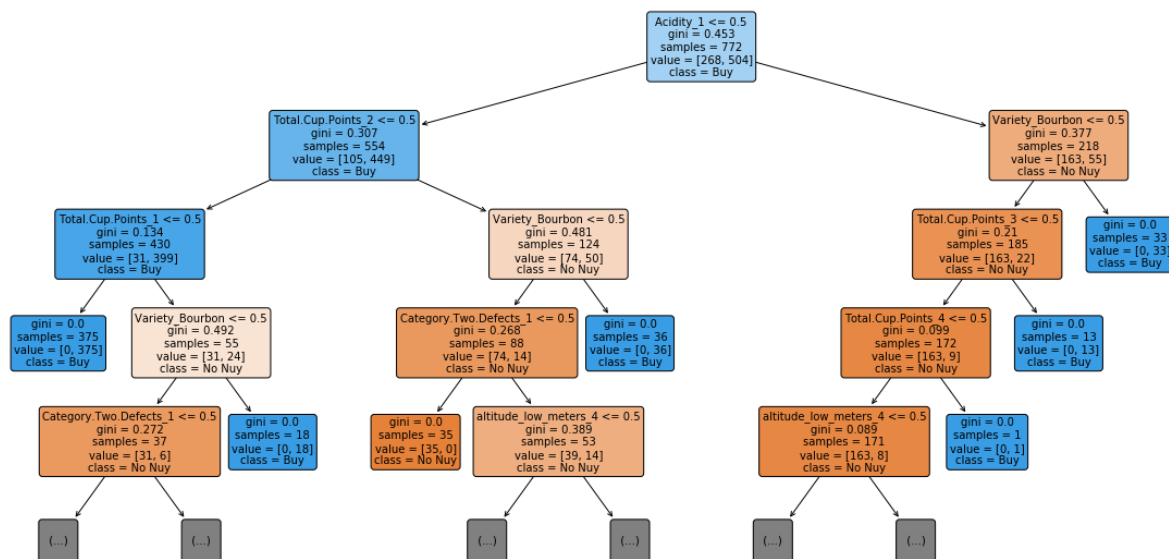 Acidity_1 <= 0.5
gini = 0.453
samples = 772
value = [268, 504]
class = Buy
Total.Cup.Points_2 <= 0.5
gini = 0.307
samples = 554
value = [105, 449]
class = Buy
Variety_Bourbon <= 0.5
gini = 0.377
samples = 218
value = [163, 55]
class = No Nuy
Total.Cup.Points_1 <= 0.5
gini = 0.134
samples = 430
value = [31, 399]
class = Buy
Variety_Bourbon <= 0.5
gini = 0.481
samples = 124
value = [74, 50]
class = No Nuy
Total.Cup.Points_3 <= 0.5
gini = 0.21
samples = 185
value = [163, 22]
class = No Nuy
gini = 0.0
samples = 33
value = [0, 33]
class = Buy
gini = 0.0
samples = 375
value = [0, 375]
class = Buy
Variety_Bourbon <= 0.5
gini = 0.492
samples = 55
value = [31, 24]
class = No Nuy
Category.Two.Defects_1 <= 0.5
gini = 0.268
samples = 88
value = [74, 14]
class = No Nuy
gini = 0.0
samples = 36
value = [0, 36]
class = Buy
Total.Cup.Points_4 <= 0.5
gini = 0.099
samples = 172
value = [163, 9]
class = No Nuy
gini = 0.0
samples = 13
value = [0, 13]
class = Buy
Category.Two.Defects_1 <= 0.5
gini = 0.272
samples = 37
value = [31, 6]
class = No Nuy
gini = 0.0
samples = 18
value = [0, 18]
class = Buy
gini = 0.0
samples = 35
value = [35, 0]
class = No Nuy
altitude_low_meters_4 <= 0.5
gini = 0.389
samples = 53
value = [39, 14]
class = No Nuy
altitude_low_meters_4 <= 0.5
gini = 0.089
samples = 171
value = [163, 8]
class = No Nuy
gini = 0.0
samples = 1
value = [0, 1]
class = Buy
(...)
(...)
(...)
(...)
(...)
(...)